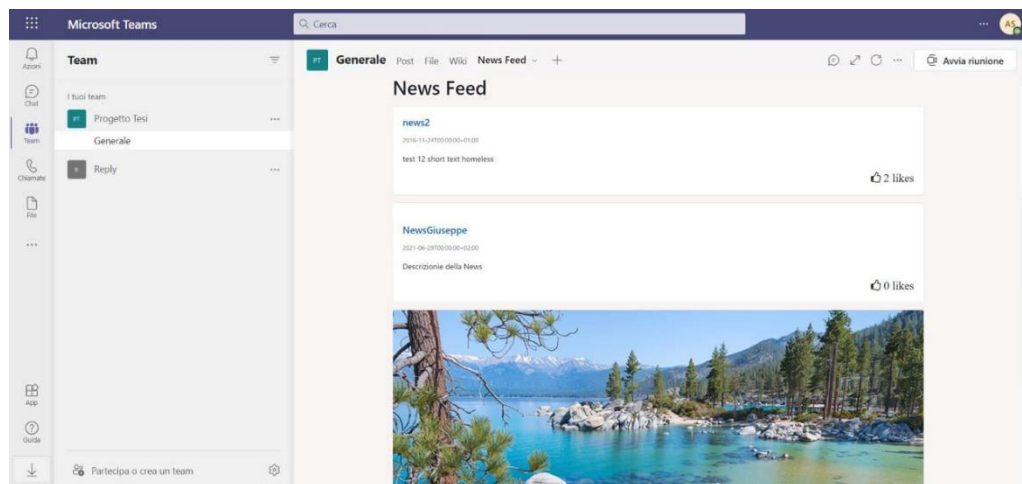 Microsoft Teams
Cerca
AS
Azioni
Chat
Team
Chiamate
File
App
Guida
Team
I tuoi team
PT
Progetto Tesi
Generale
R
Reply
Partecipa o crea un team
PT
Generale Post File Wiki News Feed
Avvia riunione
News Feed
news2
2016-11-24T00:00:00+01:00
test 12 short text homeless
2 likes
NewsGiuseppe
2021-06-29T00:00:00+02:00
Descrizionie della News
0 likes